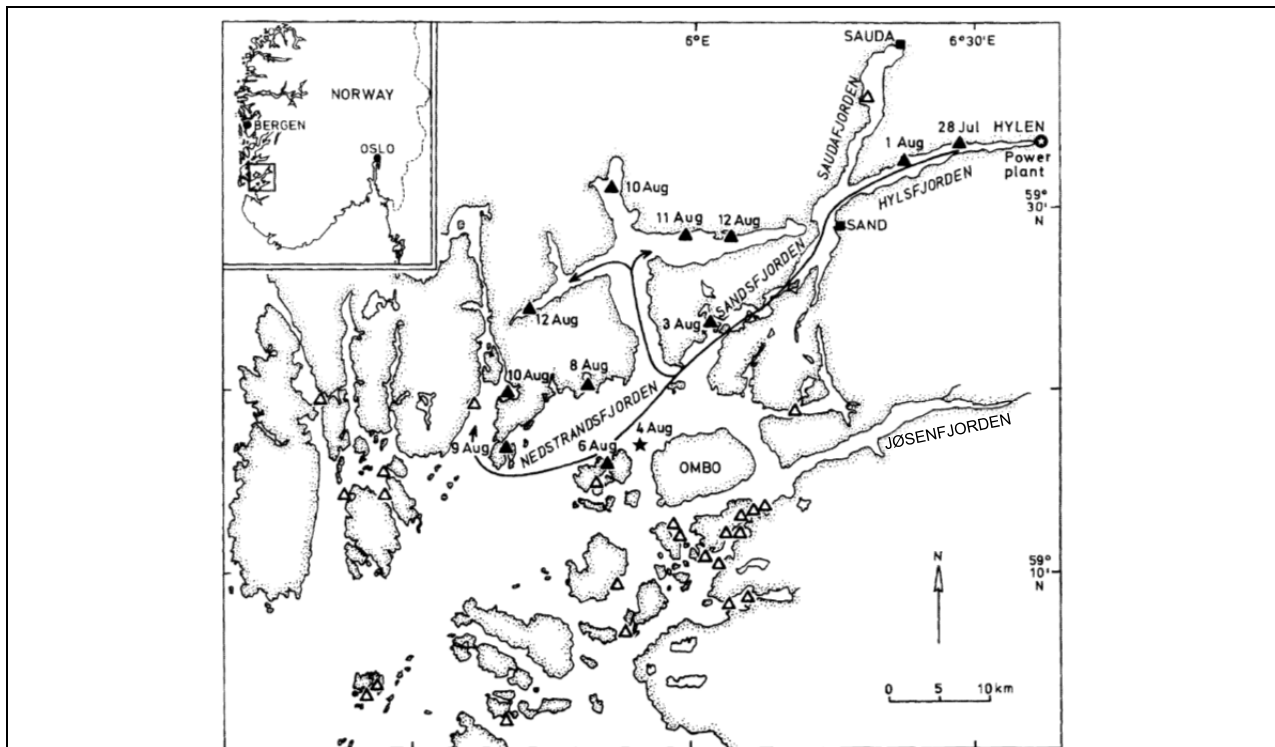 6°E
6°30'E
SAUDA
NORWAY
BERGEN
OSLO
SAUDAFJORDEN
28 Jul
HYLEN
1 Aug
Power
plant
HYLSFJORDEN
10 Aug
59°
30'
N
11 Aug
12 Aug
SAND
SANDSFJORDEN
12 Aug
3 Aug
8 Aug
10 Aug
NEDSTRANDSFJORDEN
JØSENFJORDEN
9 Aug
6 Aug
4 Aug
OMBO
N
59°
10'
N
0 5 10 km